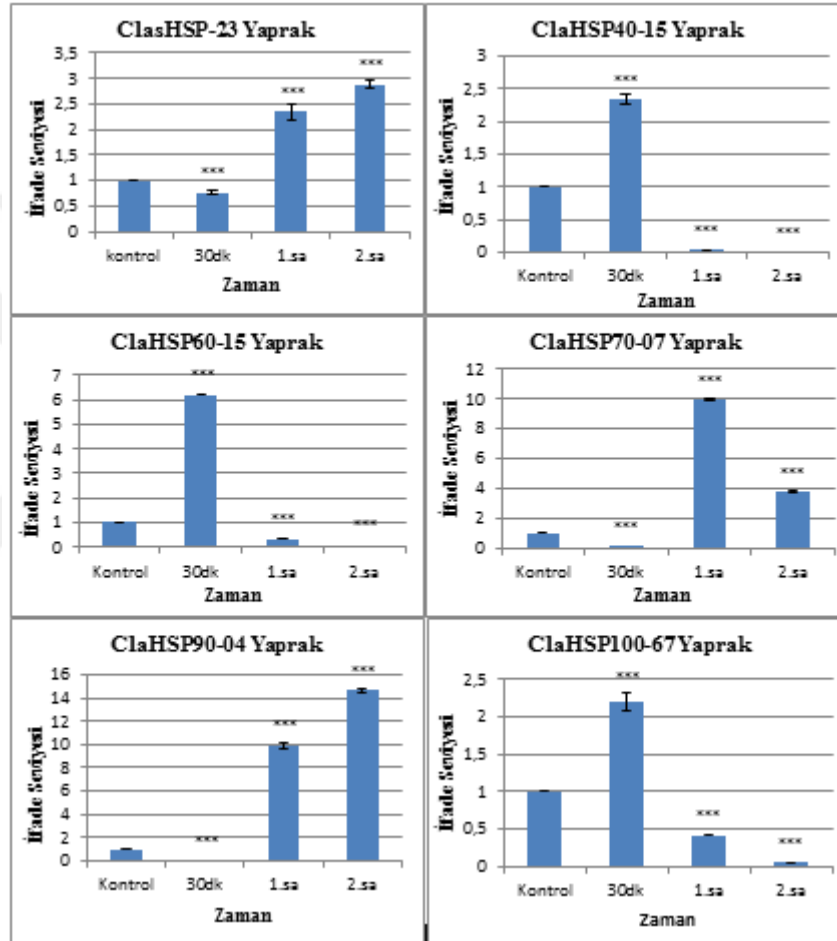 ClasHSP-23 Yaprak
İfade Seviyesi
3,5
3
2,5
2
1,5
1
0,5
0
***
***
***
kontrol 30dk 1.sa 2.sa
Zaman
ClaHSP40-15 Yaprak
İfade Seviyesi
3
2,5
2
1,5
1
0,5
0
***
***
***
Kontrol 30dk 1.sa 2.sa
Zaman
ClaHSP60-15 Yaprak
İfade Seviyesi
7
6
5
4
3
2
1
0
***
***
***
Kontrol 30dk 1.sa 2.sa
Zaman
ClaHSP70-07 Yaprak
İfade Seviyesi
12
10
8
6
4
2
0
***
***
***
Kontrol 30dk 1.sa 2.sa
Zaman
ClaHSP90-04 Yaprak
İfade Seviyesi
16
14
12
10
8
6
4
2
0
***
***
***
Kontrol 30dk 1.sa 2.sa
Zaman
ClaHSP100-67 Yaprak
İfade Seviyesi
2,5
2
1,5
1
0,5
0
***
***
***
Kontrol 30dk 1.sa 2.sa
Zaman